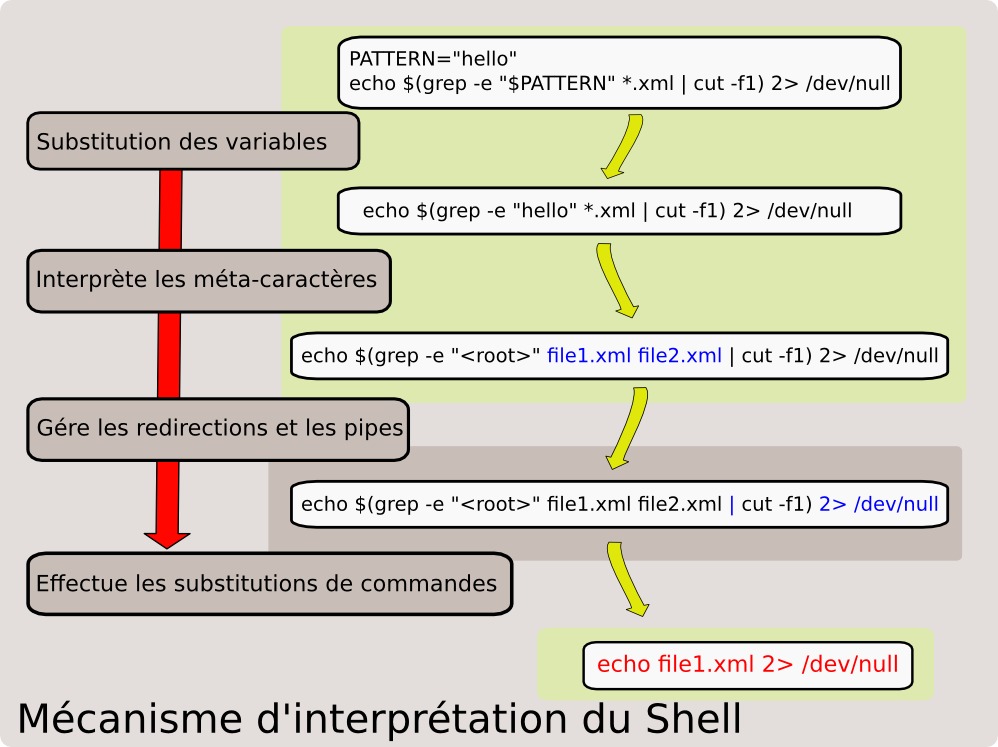 PATTERN="hello"
echo $(grep -e "$PATTERN" *.xml | cut -f1) 2> /dev/null
Substitution des variables
echo $(grep -e "hello" *.xml | cut -f1) 2> /dev/null
Interprète les méta-caractères
echo $(grep -e "<root>" file1.xml file2.xml | cut -f1) 2> /dev/null
Gére les redirections et les pipes
echo $(grep -e "<root>" file1.xml file2.xml | cut -f1) 2> /dev/null
Effectue les substitutions de commandes
echo file1.xml 2> /dev/null
Mécanisme d'interprétation du Shell